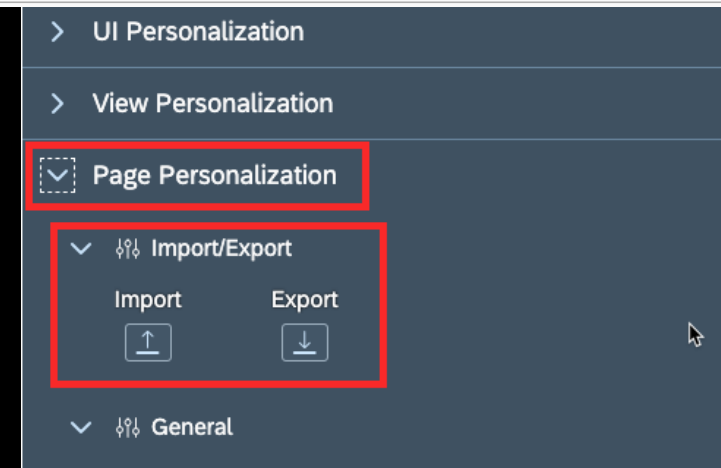 UI Personalization
View Personalization
Page Personalization
Import/Export
Import Export
General